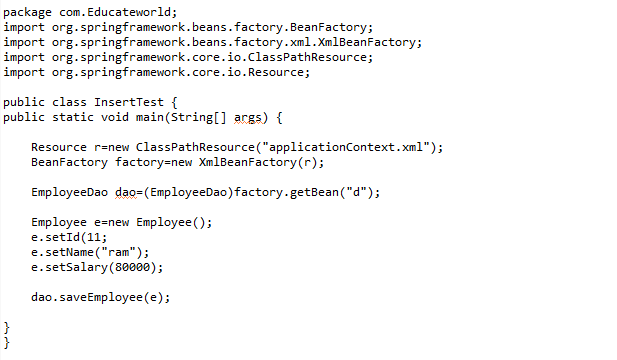 package com.Educateworld;
import org.springframework.beans.factory.BeanFactory;
import org.springframework.beans.factory.xml.XmlBeanFactory;
import org.springframework.core.io.ClassPathResource;
import org.springframework.core.io.Resource;
public class InsertTest {
public static void main(String[] args) {
Resource r=new ClassPathResource("applicationContext.xml");
BeanFactory factory=new XmlBeanFactory(r);
EmployeeDao dao=(EmployeeDao)factory.getBean("d");
Employee e=new Employee();
e.setId(11;
e.setName("ram");
e.setSalary(80000);
dao.saveEmployee(e);
}
}